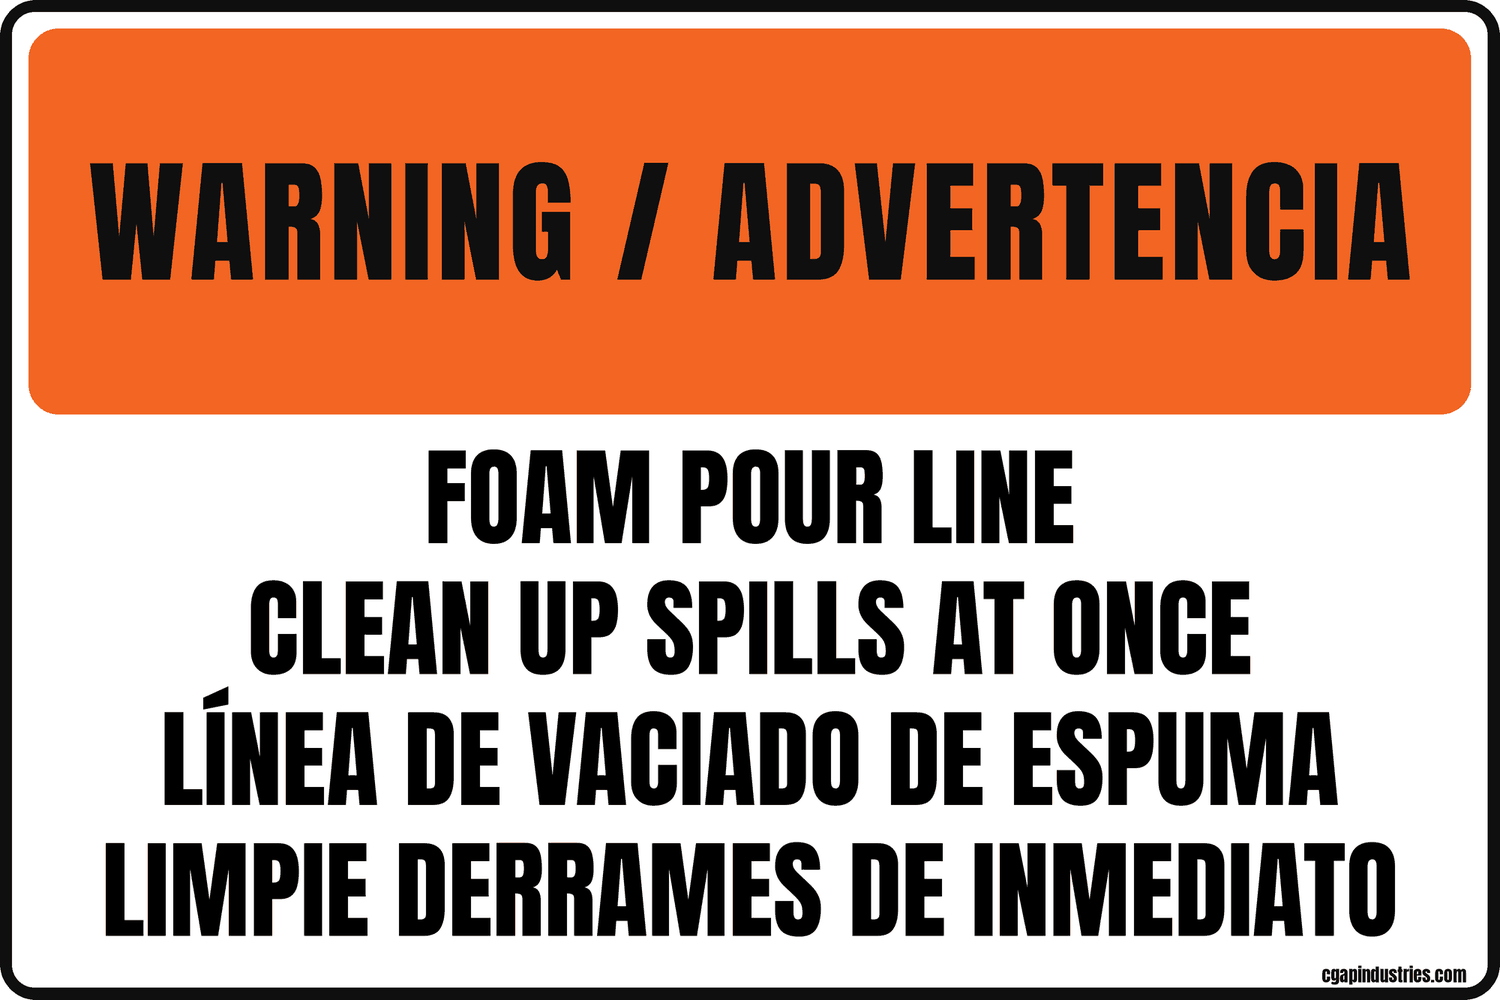 WARNING / ADVERTENCIA
FOAM POUR LINE
CLEAN UP SPILLS AT ONCE
LÍNEA DE VACIADO DE ESPUMA
LIMPIE DERRAMES DE INMEDIATO
cgapindustries.com